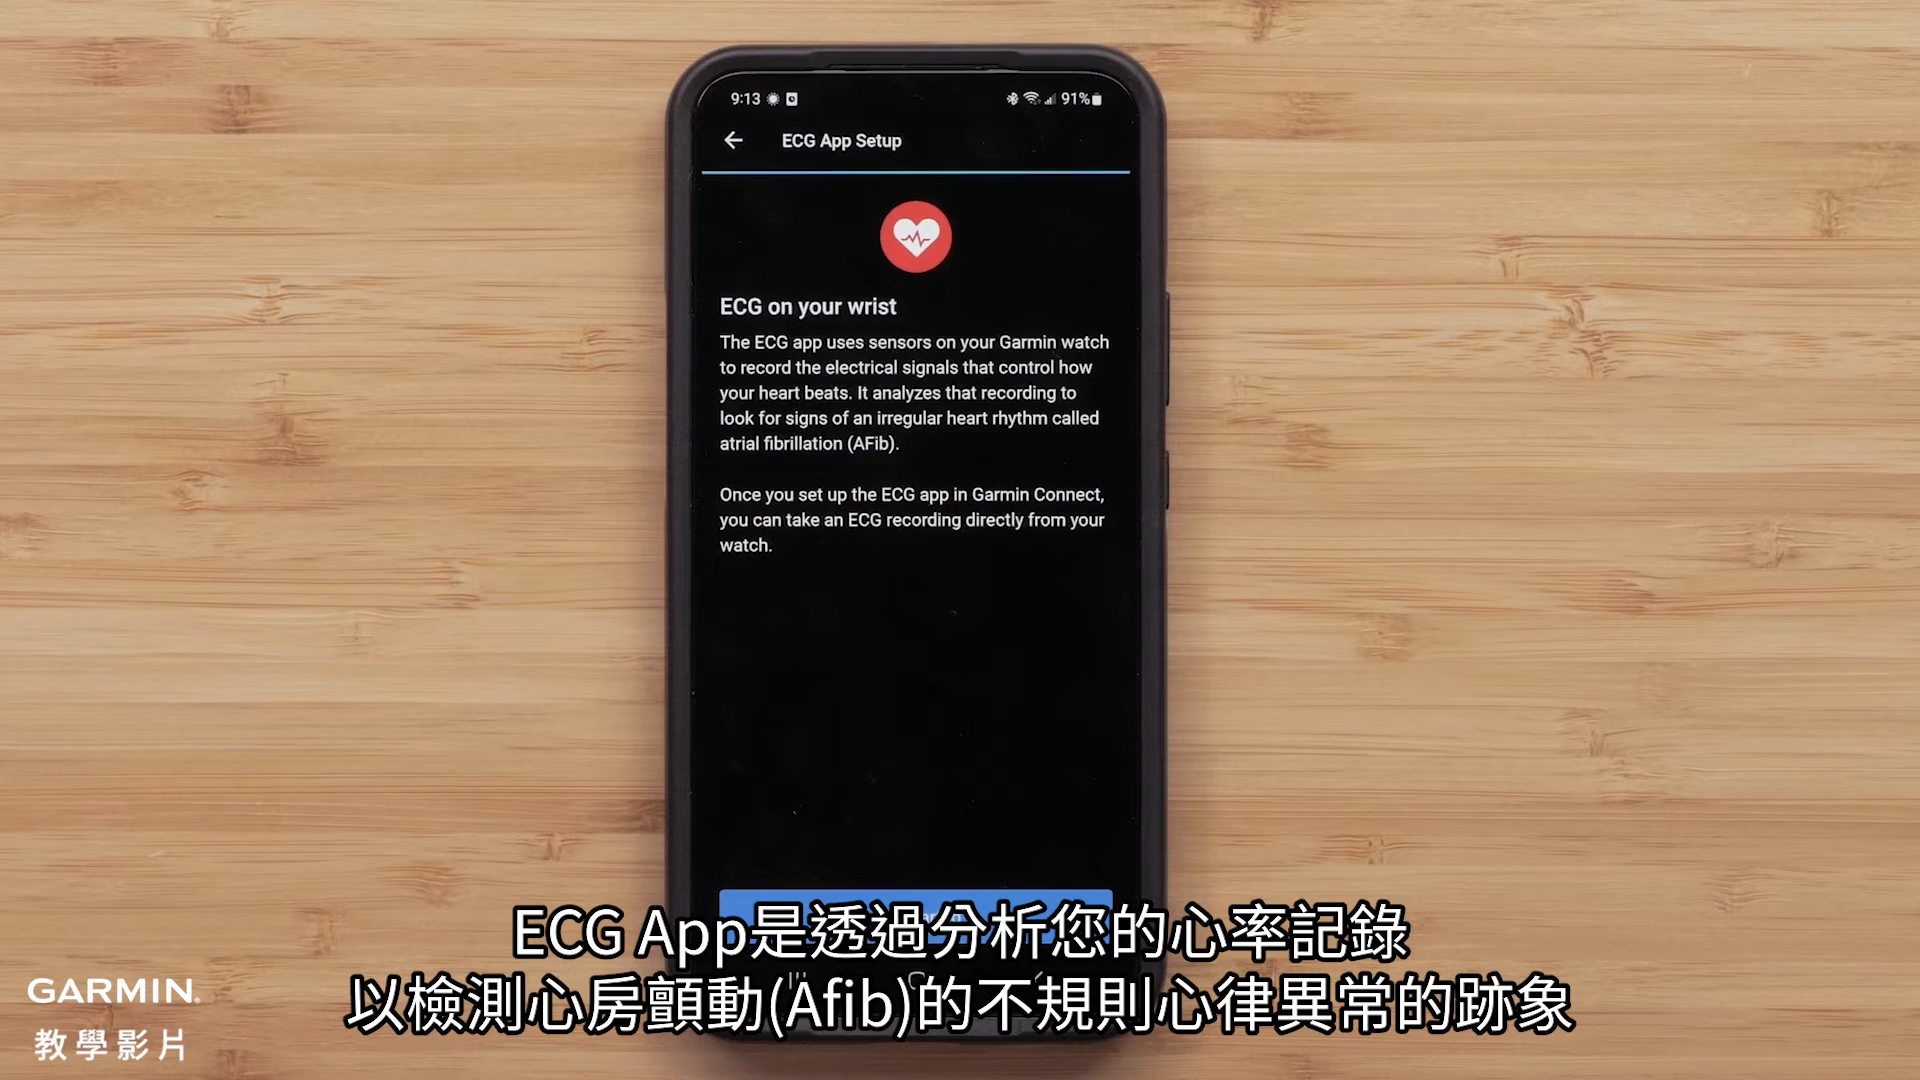 9:13
91%
ECG App Setup
ECG on your wrist
The ECG app uses sensors on your Garmin watch
to record the electrical signals that control how
your heart beats. It analyzes that recording to
look for signs of an irregular heart rhythm called
atrial fibrillation (AFib).
Once you set up the ECG app in Garmin Connect,
you can take an ECG recording directly from your
watch.
ECG App是透過分析您的心率記錄
以檢測心房顫動(Afib)的不規則心律異常的跡象
GARMIN.
教學影片